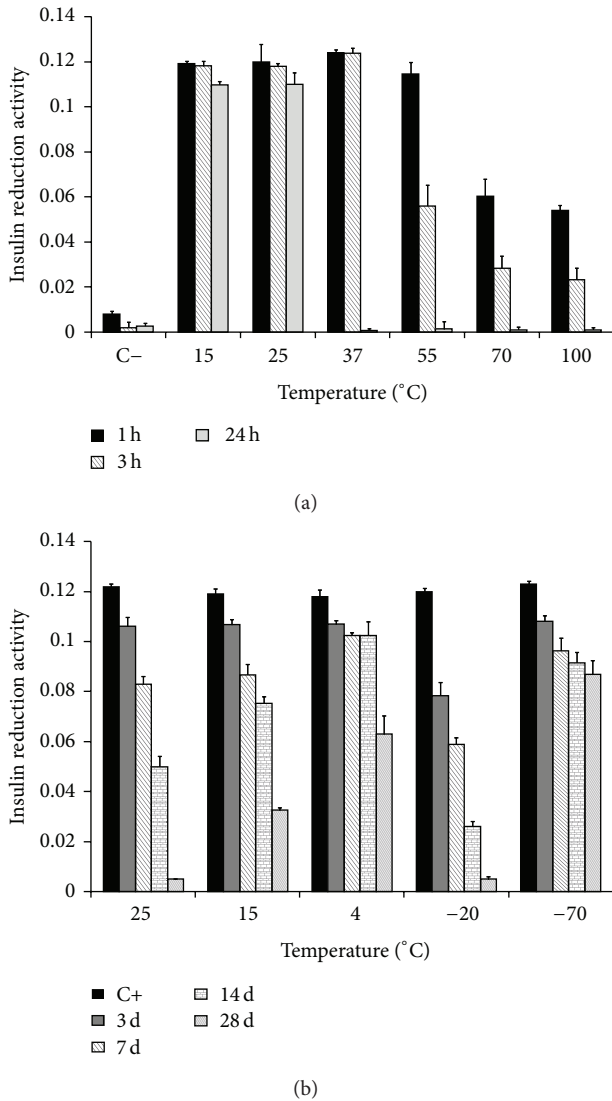 0.14
0.12
0.1
0.08
0.06
0.04
0.02
0
Insulin reduction activity
C− 15 25 37 55 70 100
Temperature (°C)
1 h 24 h
3 h
(a)
0.14
0.12
0.1
0.08
0.06
0.04
0.02
0
Insulin reduction activity
25 15 4 −20 −70
Temperature (°C)
C+ 14 d
3 d 28 d
7 d
(b)